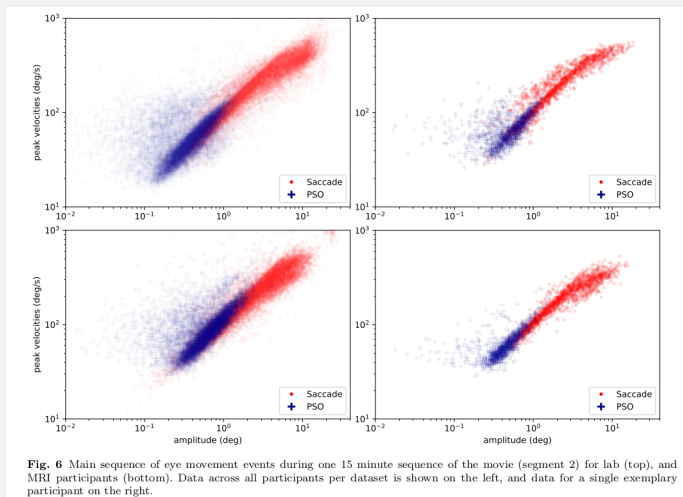 10³
10²
10¹
peak velocities (deg/s)
Saccade
PSO
10⁻² 10⁻¹ 10⁰ 10¹
10³
10²
10¹
Saccade
PSO
10⁻² 10⁻¹ 10⁰ 10¹
10³
10²
10¹
peak velocities (deg/s)
Saccade
PSO
10⁻² 10⁻¹ 10⁰ 10¹
amplitude (deg)
10³
10²
10¹
Saccade
PSO
10⁻² 10⁻¹ 10⁰ 10¹
amplitude (deg)
Fig. 6 Main sequence of eye movement events during one 15 minute sequence of the movie (segment 2) for lab (top), and
MRI participants (bottom). Data across all participants per dataset is shown on the left, and data for a single exemplary
participant on the right.